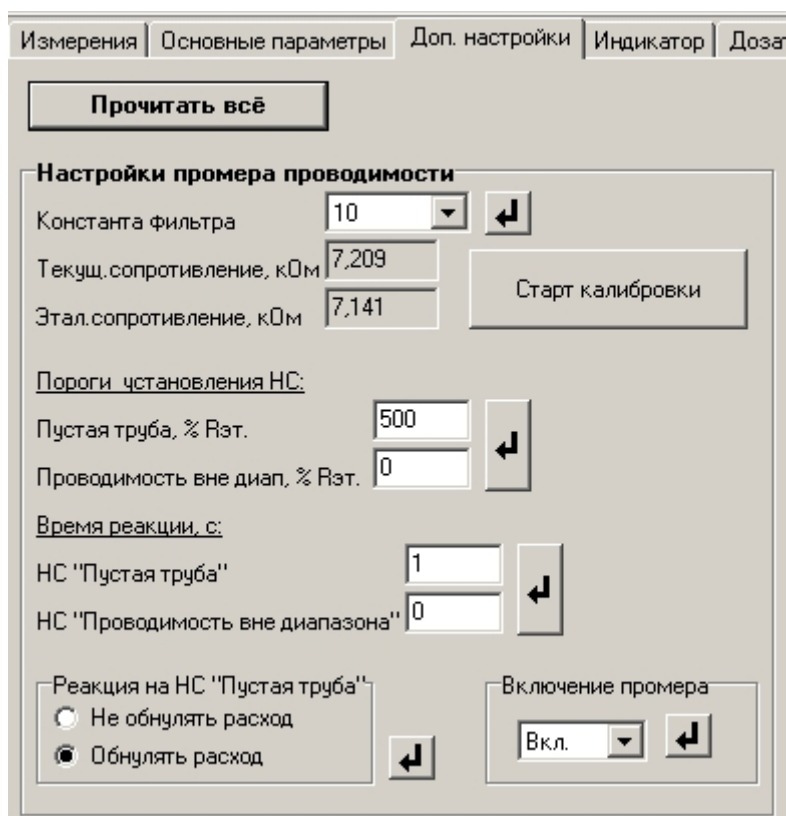 Измерения Основные параметры Доп. настройки Индикатор Доза
Прочитать всё
Настройки промера проводимости
Константа фильтра 10
Текущ.сопротивление, кОм 7,209
Старт калибровки
Этал.сопротивление, кОм 7,141
Пороги установления НС:
Пустая труба, % Rэт. 500
Проводимость вне диап, % Rэт. 0
Время реакции, с:
НС "Пустая труба" 1
НС "Проводимость вне диапазона" 0
Реакция на НС "Пустая труба" Включение промера
Не обнулять расход
Вкл.
Обнулять расход